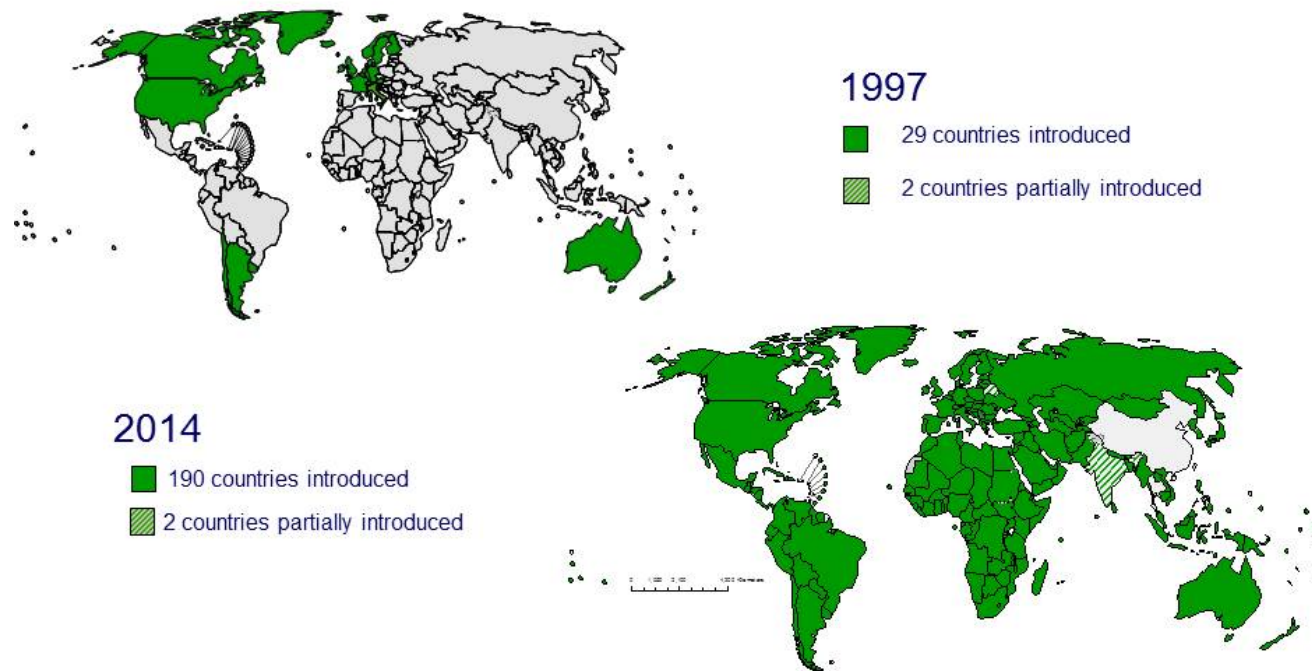 1997
29 countries introduced
2 countries partially introduced
2014
190 countries introduced
2 countries partially introduced